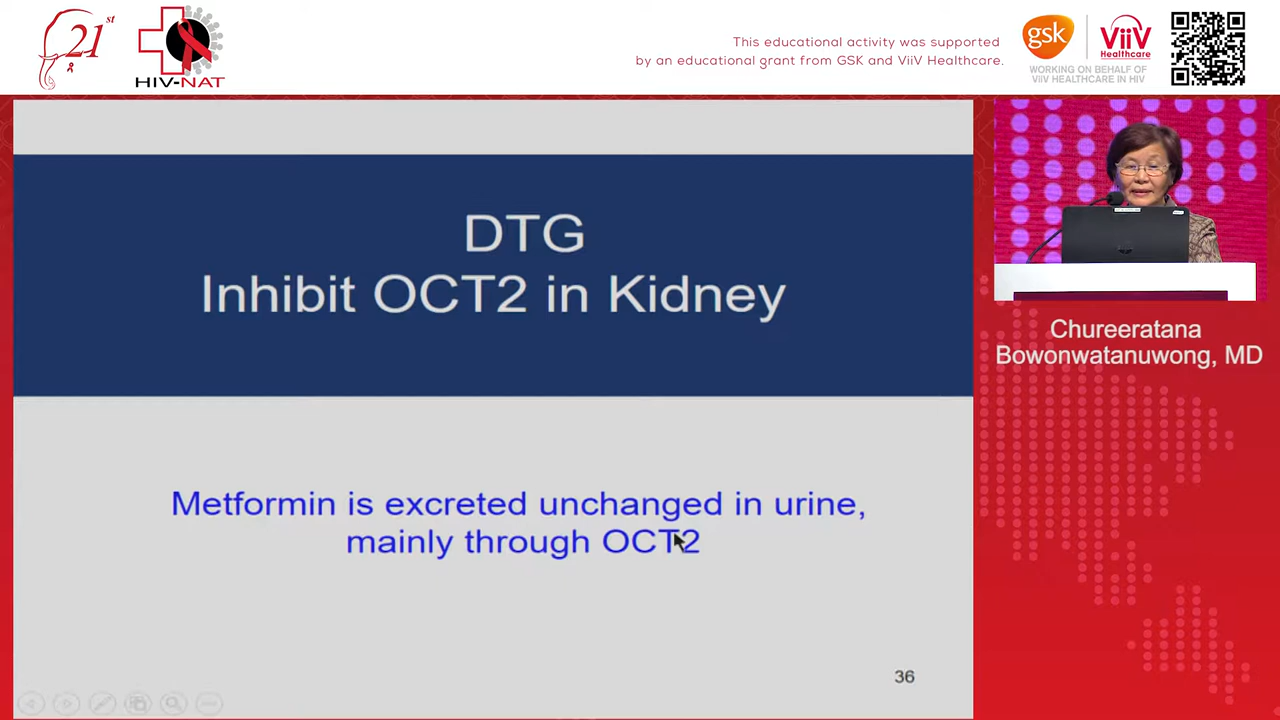 21st
HIV-NAT
This educational activity was supported
by an educational grant from GSK and ViiV Healthcare.
gsk
ViiV
Healthcare
WORKING ON BEHALF OF
ViiV HEALTHCARE IN HIV
DTG
Inhibit OCT2 in Kidney
Metformin is excreted unchanged in urine,
mainly through OCT2
36
Chureeratana
Bowonwatanuwong, MD